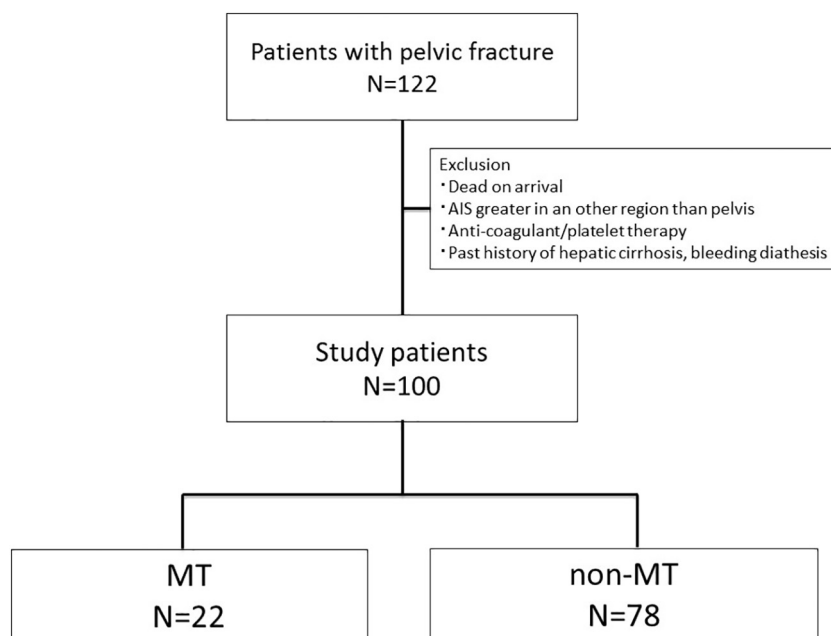 Patients with pelvic fracture
N=122
Exclusion
・Dead on arrival
・AIS greater in an other region than pelvis
・Anti-coagulant/platelet therapy
・Past history of hepatic cirrhosis, bleeding diathesis
Study patients
N=100
MT
N=22
non-MT
N=78